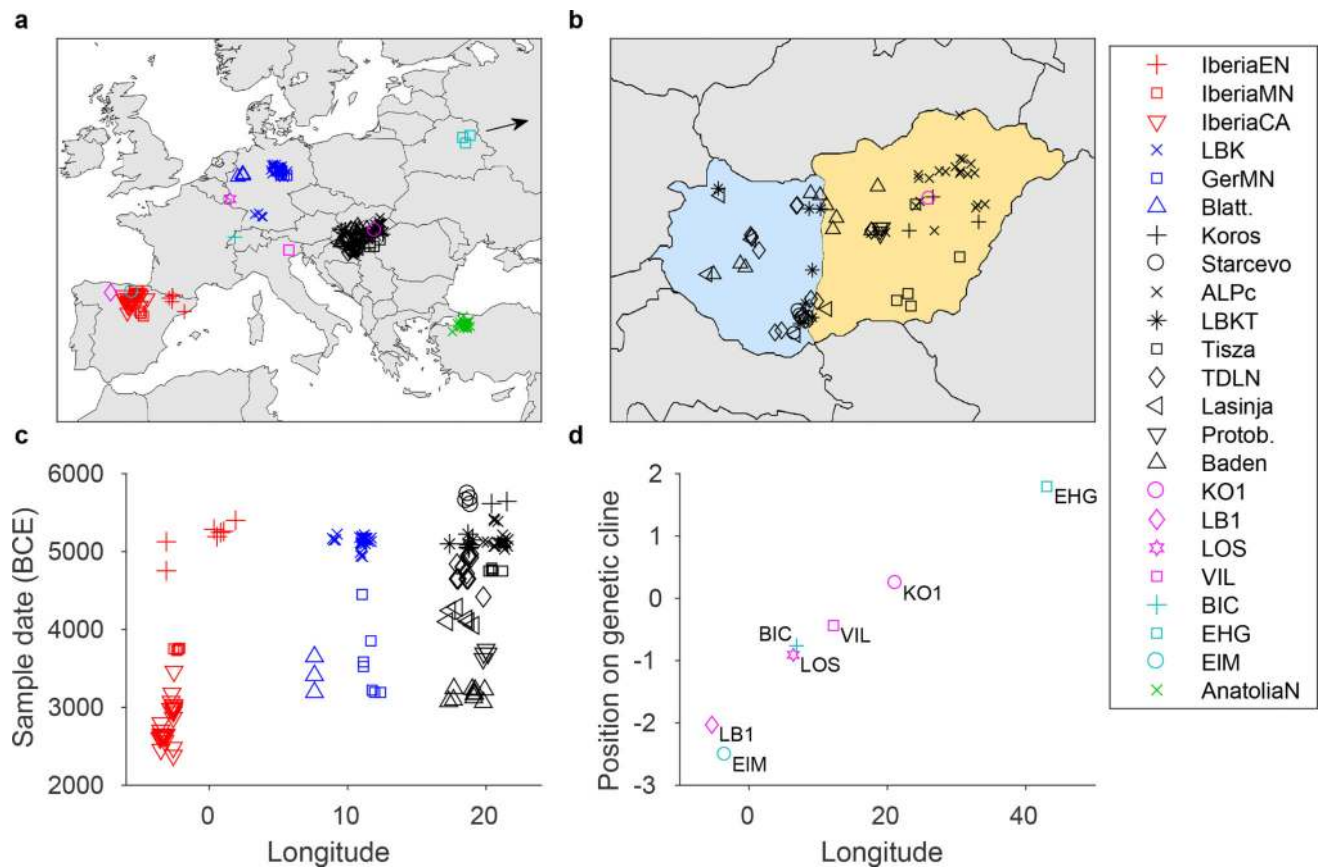 a
b
IberiaEN
IberiaMN
IberiaCA
LBK
GerMN
Blatt.
Koros
Starcevo
ALPc
LBKT
Tisza
TDLN
Lasinja
Protob.
Baden
KO1
LB1
LOS
VIL
BIC
EHG
EIM
AnatoliaN
c
Sample date (BCE)
6000
5000
4000
3000
2000
0
10
20
Longitude
d
Position on genetic cline
2
1
0
-1
-2
-3
EHG
KO1
VIL
BIC
LOS
LB1
EIM
0
20
40
Longitude